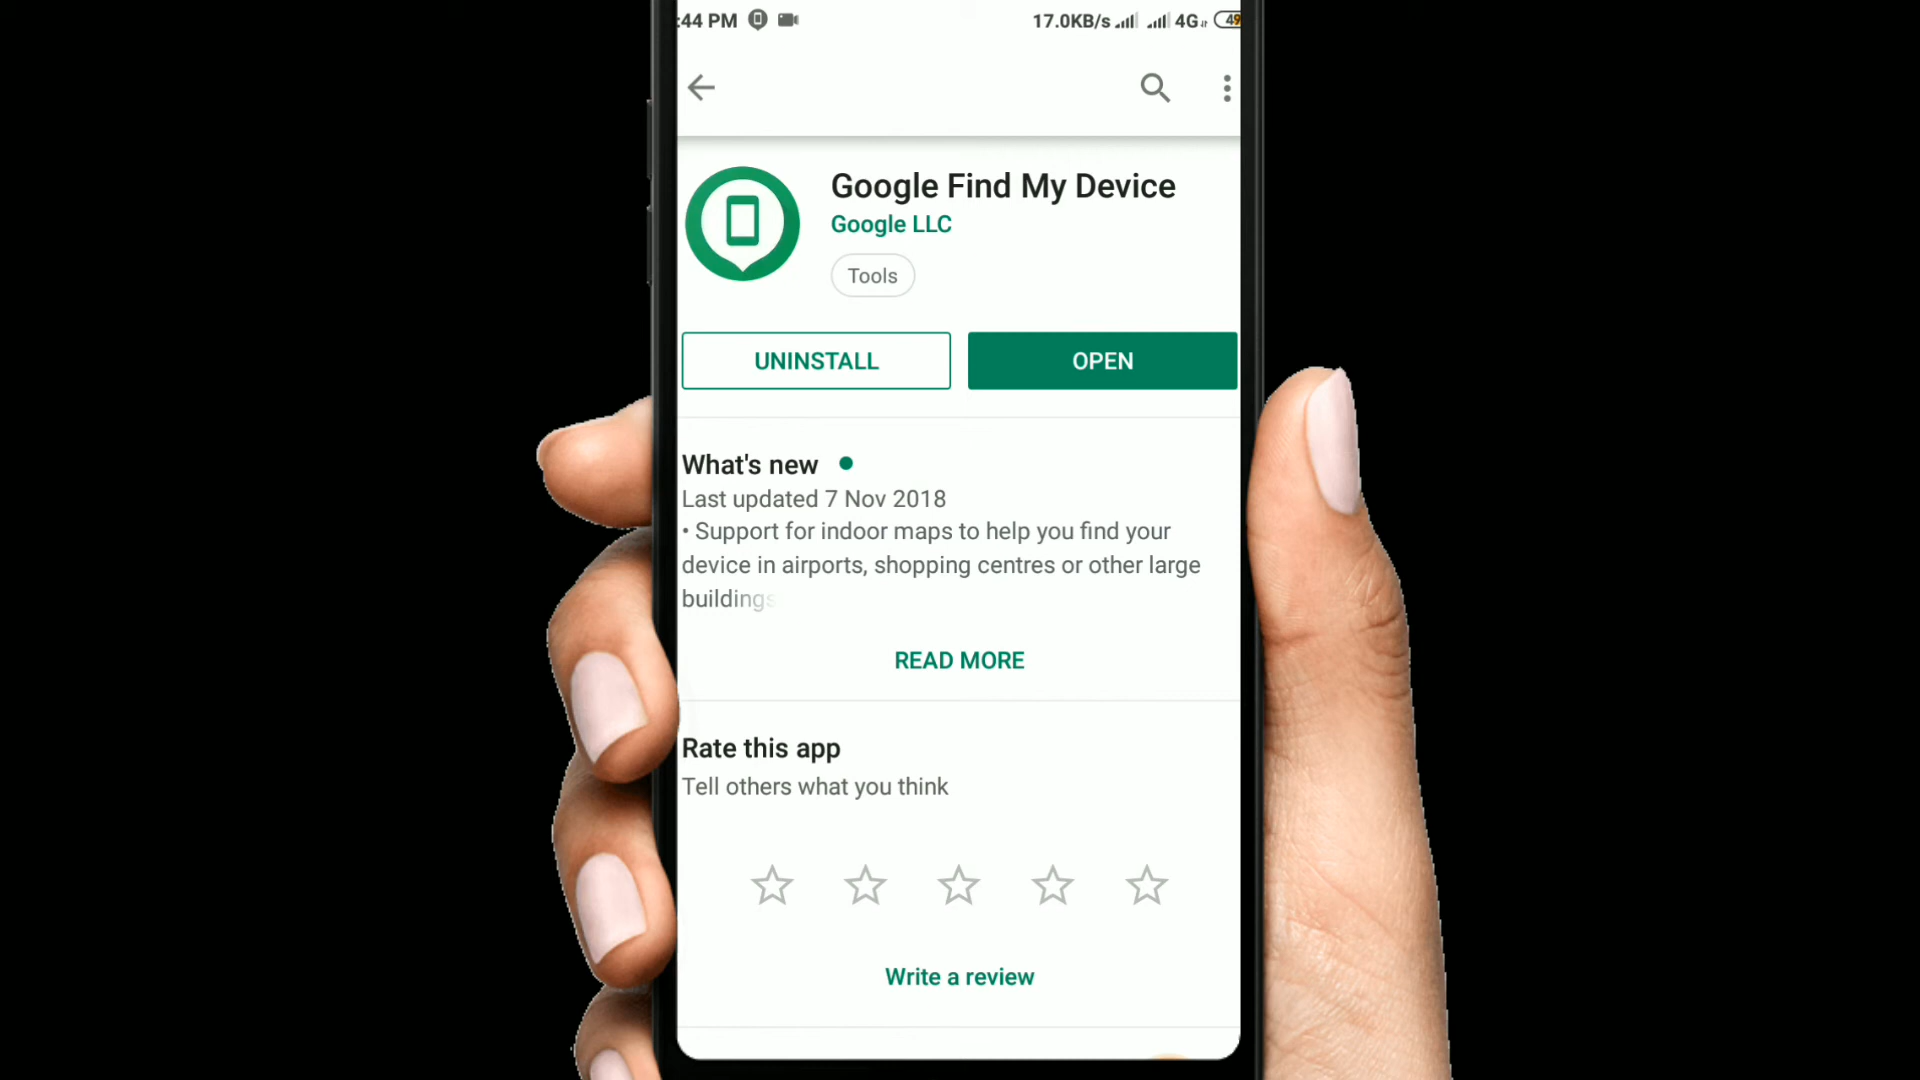 :44 PM 17.0KB/s 4G 49
Google Find My Device
Google LLC
Tools
UNINSTALL OPEN
What's new
Last updated 7 Nov 2018
• Support for indoor maps to help you find your
device in airports, shopping centres or other large
buildings
READ MORE
Rate this app
Tell others what you think
Write a review